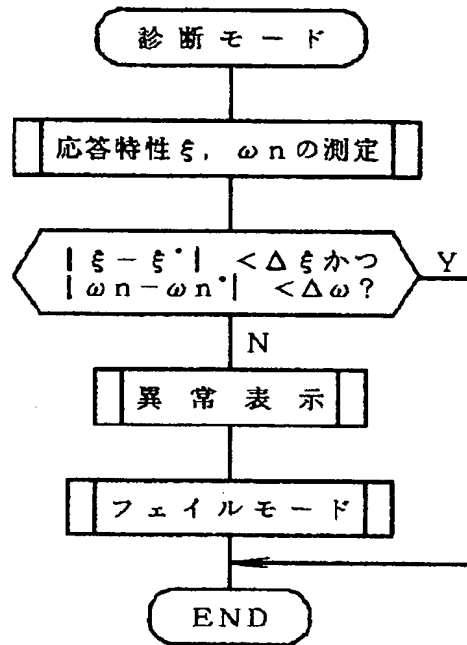 診断モード
応答特性ξ, ωnの測定
|ξ-ξ*| <Δξかつ
|ωn-ωn*| <Δω?
Y
N
異常表示
フェイルモード
END